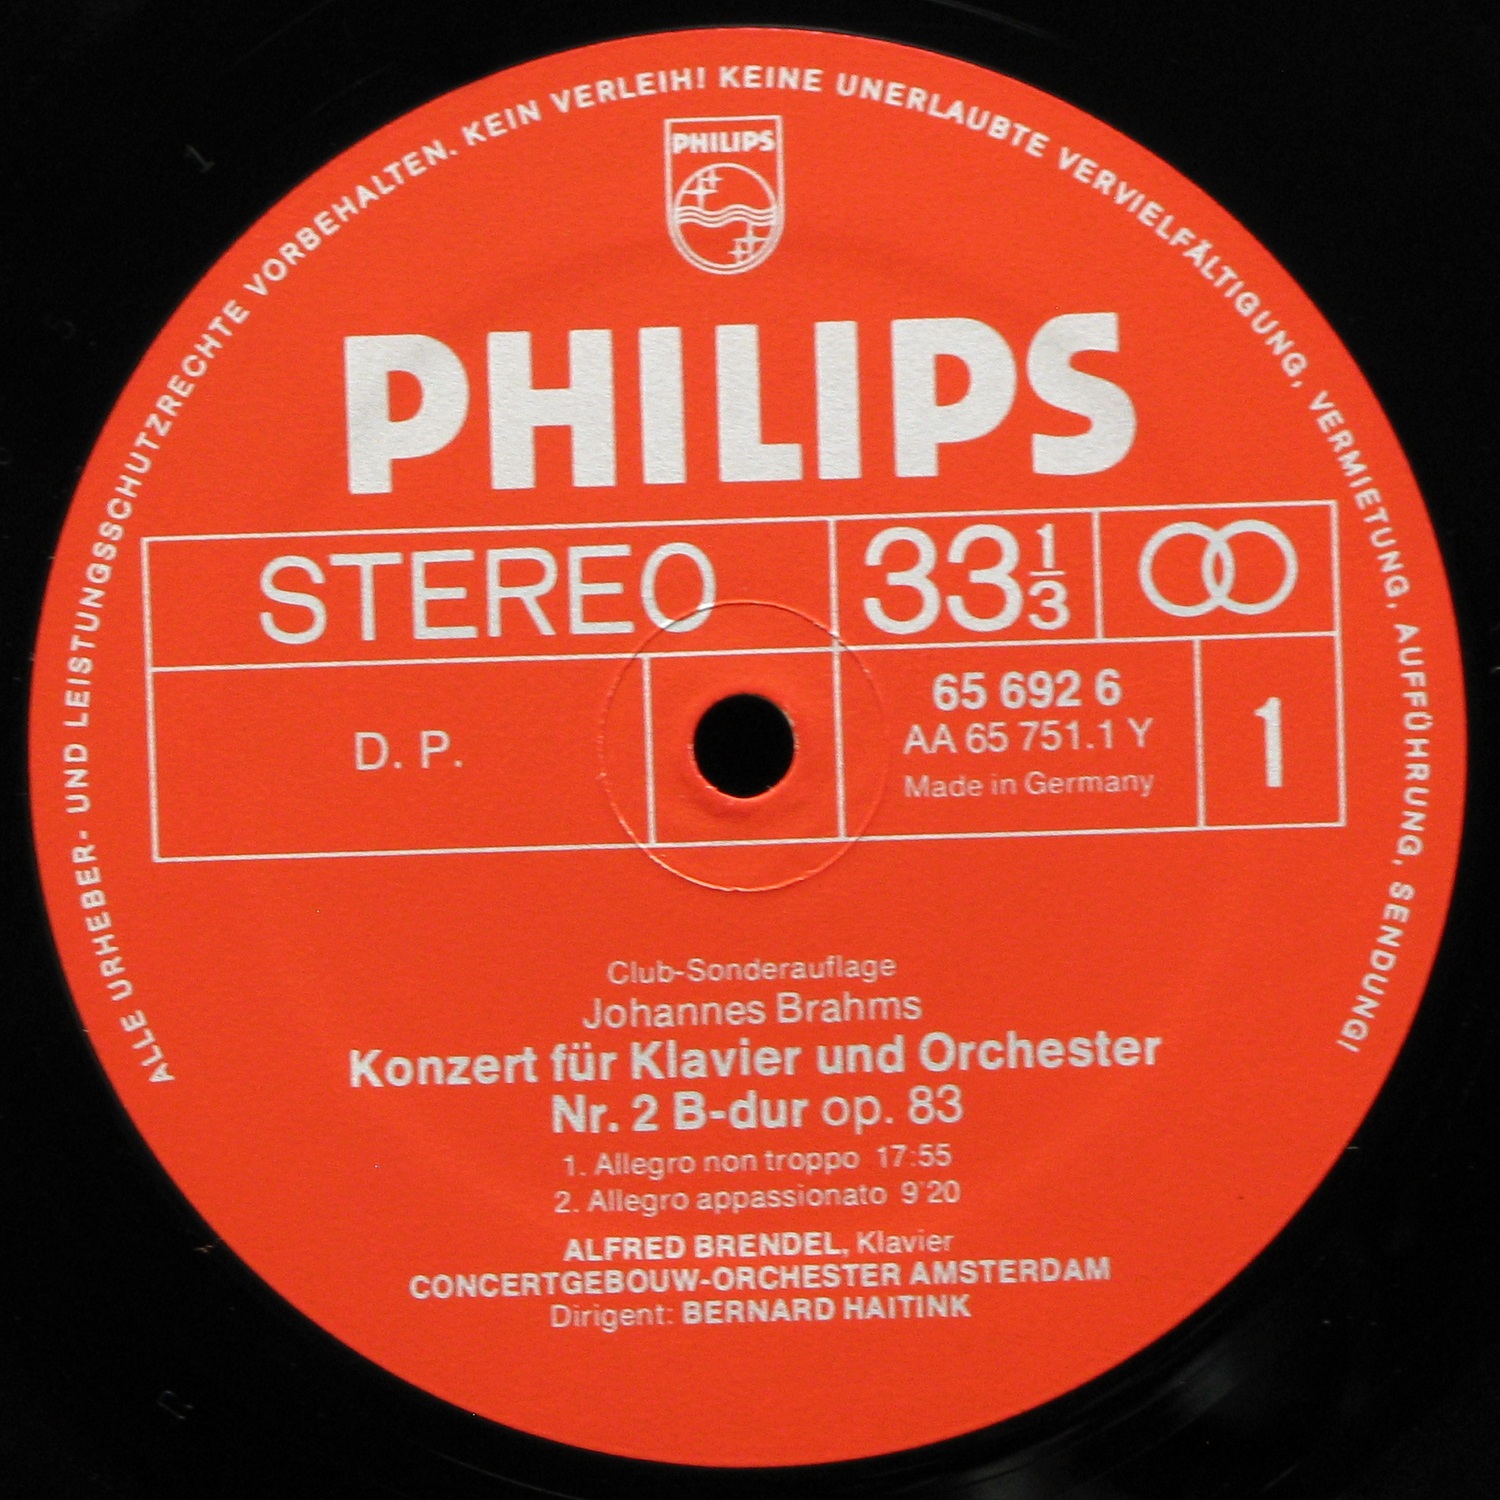 ALLE URHEBER- UND LEISTUNGSSCHUTZRECHTE VORBEHALTEN. KEIN VERLEIH! KEINE UNERLAUBTE VERVIELFÄLTIGUNG, VERMIETUNG, AUFFÜHRUNG, SENDUNG!
PHILIPS
PHILIPS
STEREO
33 1/3
D. P.
65 692 6
AA 65 751.1 Y
Made in Germany
1
Club-Sonderauflage
Johannes Brahms
Konzert für Klavier und Orchester
Nr. 2 B-dur op. 83
1. Allegro non troppo 17:55
2. Allegro appassionato 9'20
ALFRED BRENDEL, Klavier
CONCERTGEBOUW-ORCHESTER AMSTERDAM
Dirigent: BERNARD HAITINK